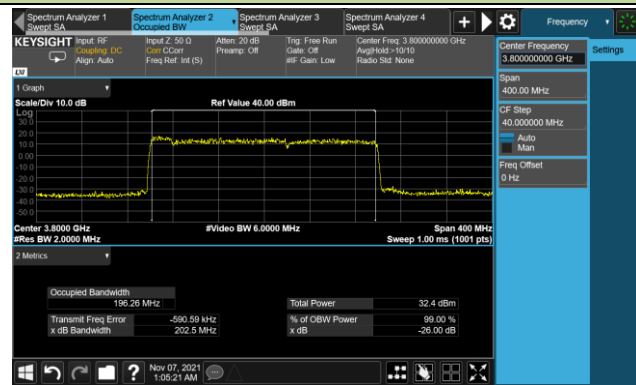 Spectrum Analyzer 1
Swept SA
Spectrum Analyzer 2
Occupied BW
Spectrum Analyzer 3
Swept SA
Spectrum Analyzer 4
Swept SA
Frequency
KEYSIGHT
Input: RF
Coupling: DC
Align: Auto
Input Z: 50 Ω
Corr CCorr
Freq Ref: Int (S)
Atten: 20 dB
Preamp: Off
Trig: Free Run
Gate: Off
#IF Gain: Low
Center Freq: 3.800000000 GHz
Avg|Hold:>10/10
Radio Std: None
LXI
Center Frequency
3.800000000 GHz
Settings
Span
400.00 MHz
CF Step
40.000000 MHz
Auto
Man
Freq Offset
0 Hz
1 Graph
Scale/Div 10.0 dB
Ref Value 40.00 dBm
Log
30.0
20.0
10.0
0.00
-10.0
-20.0
-30.0
-40.0
-50.0
Center 3.8000 GHz
#Video BW 6.0000 MHz
Span 400 MHz
#Res BW 2.0000 MHz
Sweep 1.00 ms (1001 pts)
2 Metrics
Occupied Bandwidth
196.26 MHz
Total Power 32.4 dBm
Transmit Freq Error -590.59 kHz
% of OBW Power 99.00 %
x dB Bandwidth 202.5 MHz
x dB -26.00 dB
?
Nov 07, 2021
1:05:21 AM